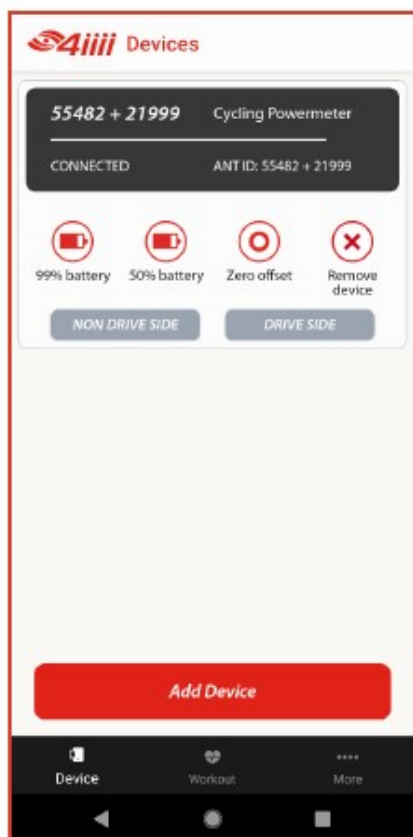 4iiii Devices
55482 + 21999 Cycling Powermeter
CONNECTED ANT ID: 55482 + 21999
99% battery 50% battery Zero offset Remove device
NON DRIVE SIDE DRIVE SIDE
Add Device
Device Workout More